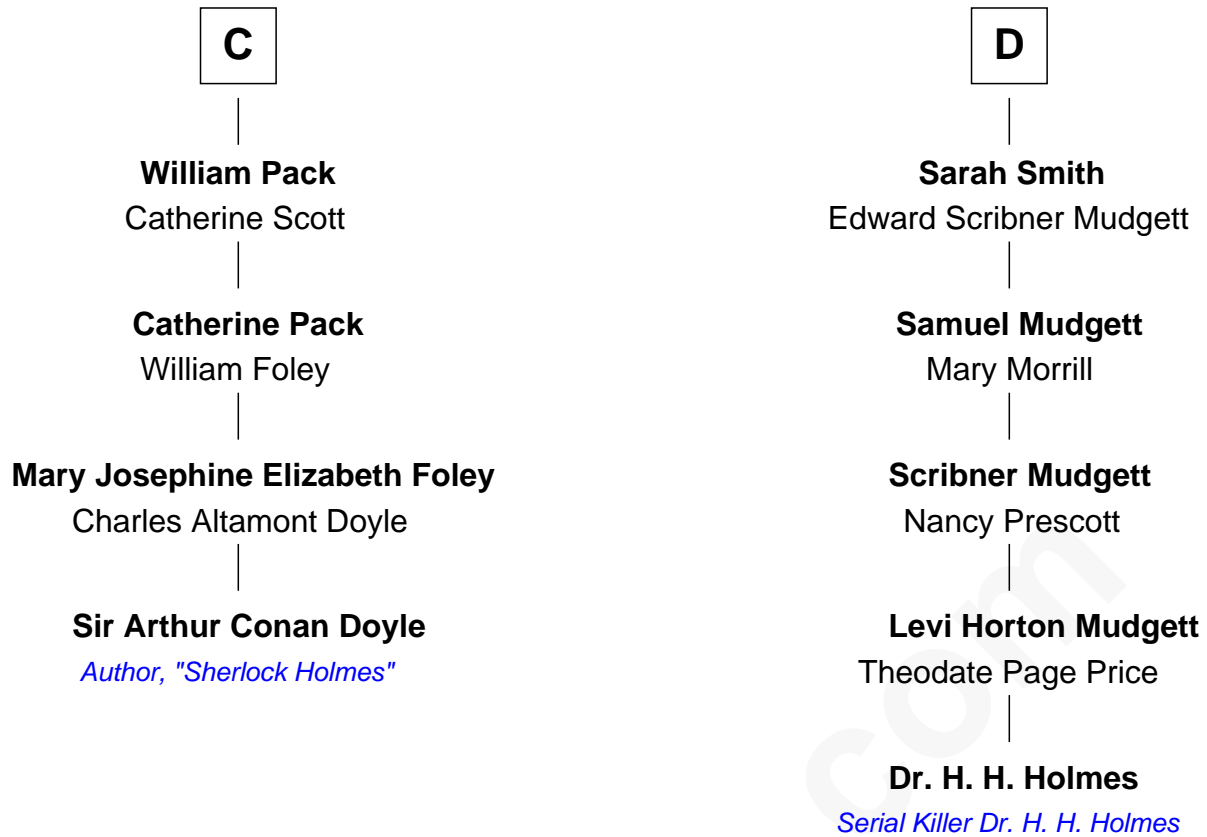 C
William Pack
Catherine Scott
Catherine Pack
William Foley
Mary Josephine Elizabeth Foley
Charles Altamont Doyle
Sir Arthur Conan Doyle
Author, "Sherlock Holmes"
D
Sarah Smith
Edward Scribner Mudgett
Samuel Mudgett
Mary Morrill
Scribner Mudgett
Nancy Prescott
Levi Horton Mudgett
Theodate Page Price
Dr. H. H. Holmes
Serial Killer Dr. H. H. Holmes
com